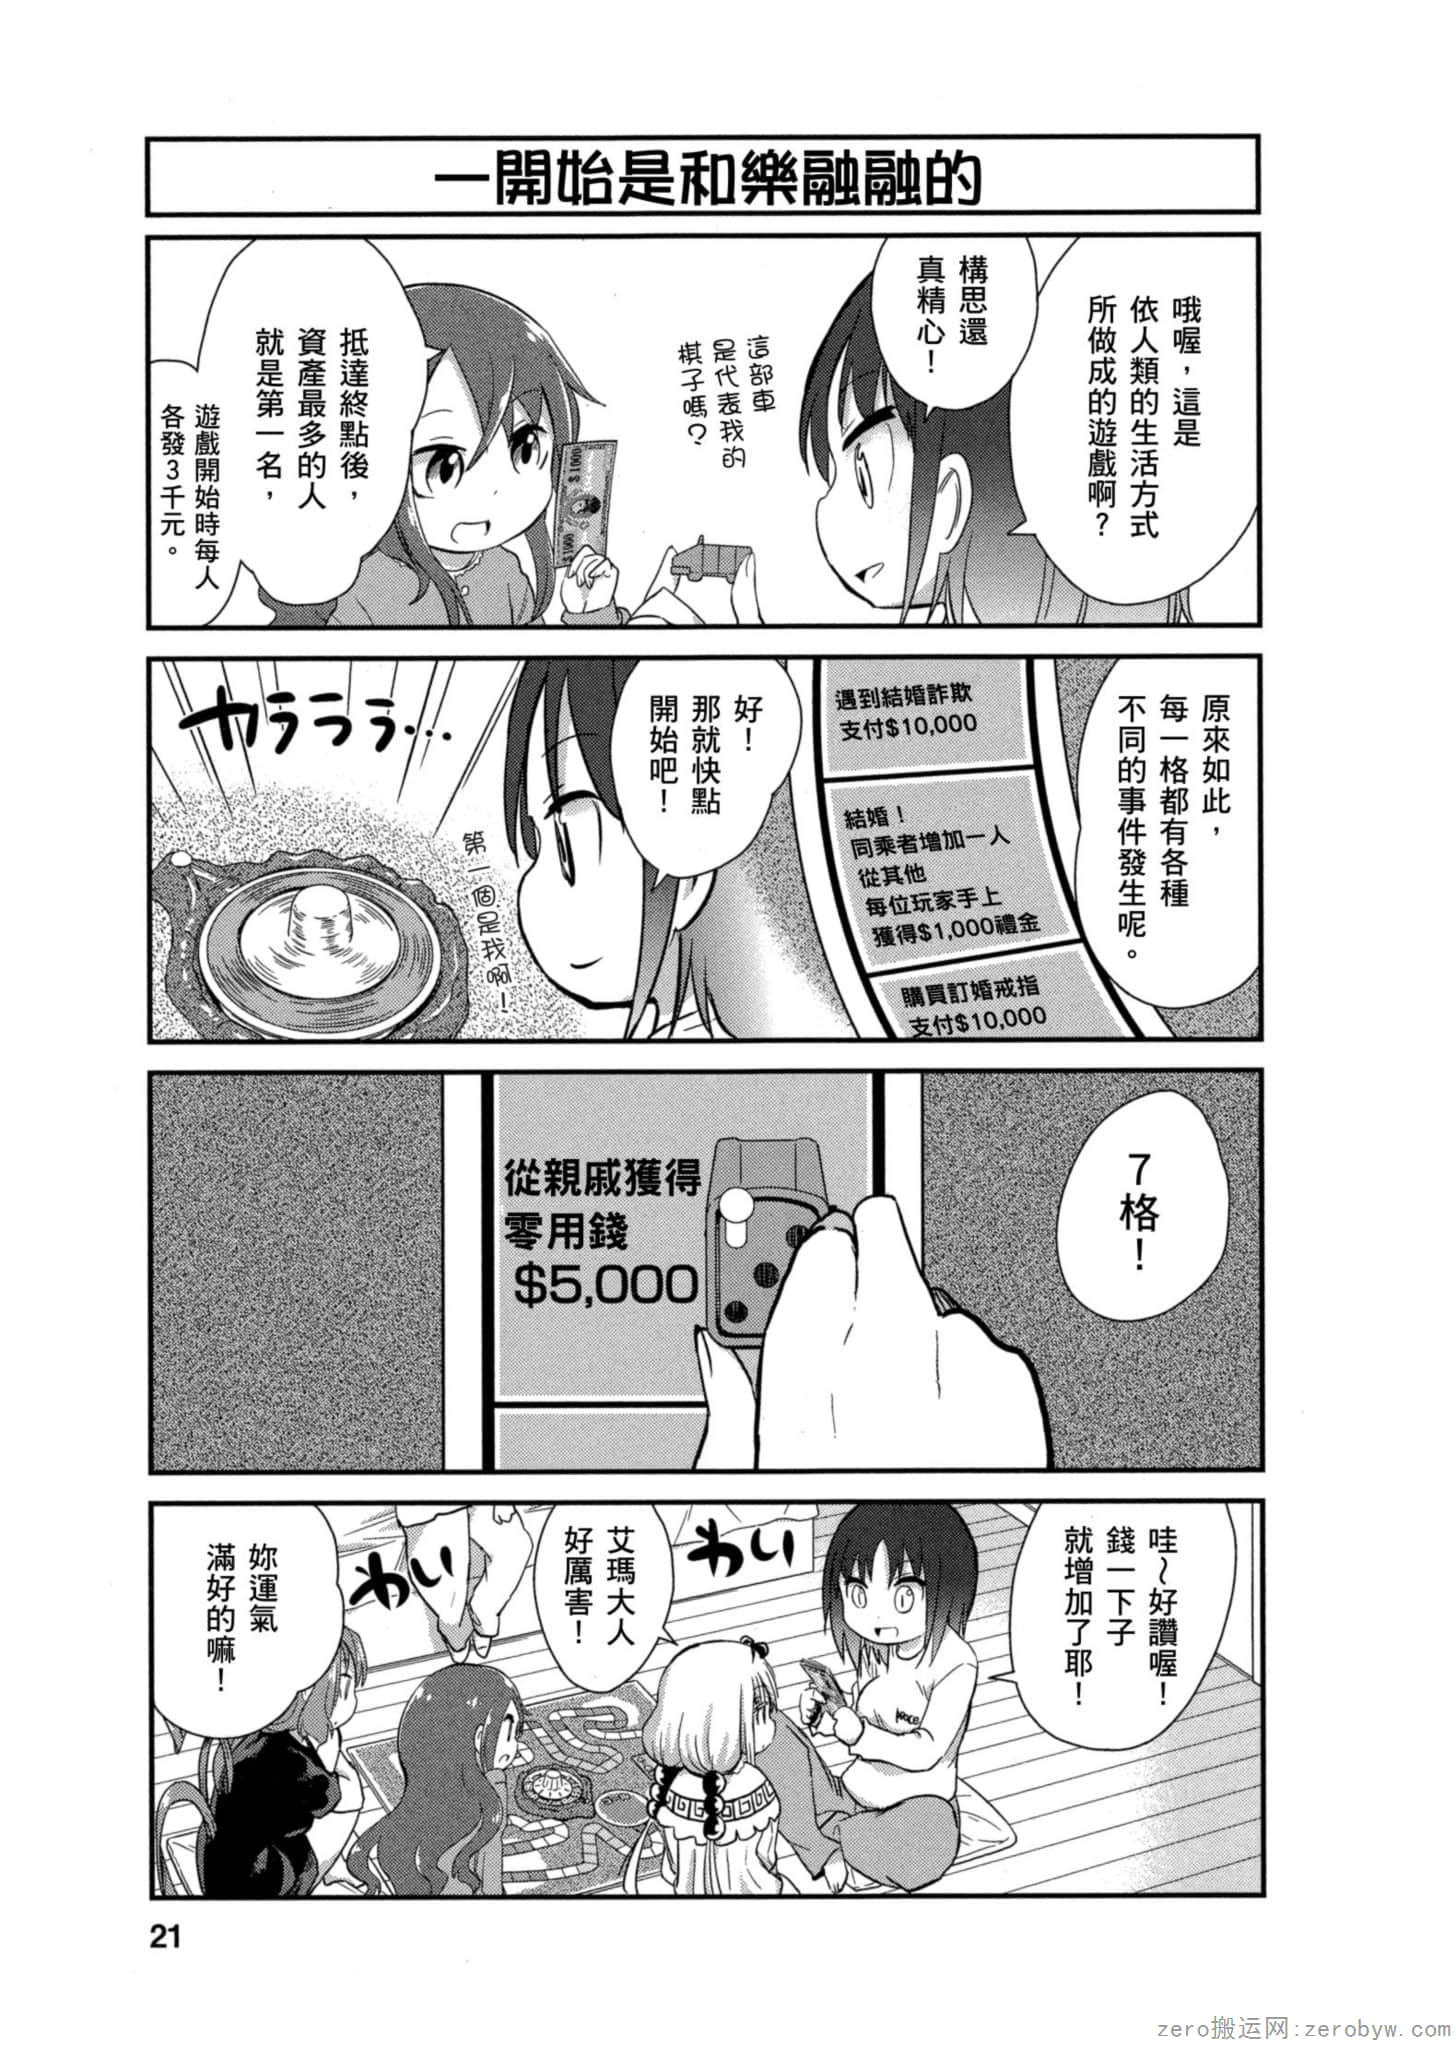 一開始是和樂融融的
哦喔，這是
依人類的生活方式
所做成的遊戲啊？
構思還
真精心！
這部車
是代表我的
棋子嗎？
抵達終點後，
資產最多的人
就是第一名，
遊戲開始時每人
各發3千元。
$1000
$1000
原來如此，
每一格都有各種
不同的事件發生呢。
遇到結婚詐欺
支付$10,000
結婚！
同乘者增加一人
從其他
每位玩家手上
獲得$1,000禮金
購買訂婚戒指
支付$10,000
好！
那就快點
開始吧！
第一個是我啊！
カラララ…
7格！
從親戚獲得
零用錢
$5,000
哇～好讚喔！
錢一下子
就增加了耶！
わい
艾瑪大人
好厲害！
わい
妳運氣
滿好的嘛！
21
zero搬运网:zerobyw.com